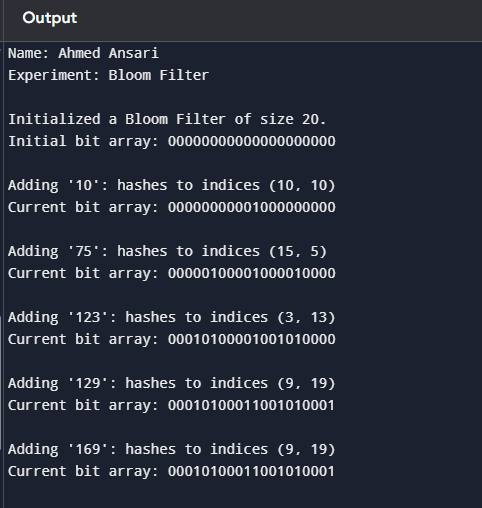 Output
Name: Ahmed Ansari
Experiment: Bloom Filter
Initialized a Bloom Filter of size 20.
Initial bit array: 00000000000000000000
Adding '10': hashes to indices (10, 10)
Current bit array: 00000000001000000000
Adding '75': hashes to indices (15, 5)
Current bit array: 00000100001000010000
Adding '123': hashes to indices (3, 13)
Current bit array: 00010100001001010000
Adding '129': hashes to indices (9, 19)
Current bit array: 00010100011001010001
Adding '169': hashes to indices (9, 19)
Current bit array: 00010100011001010001